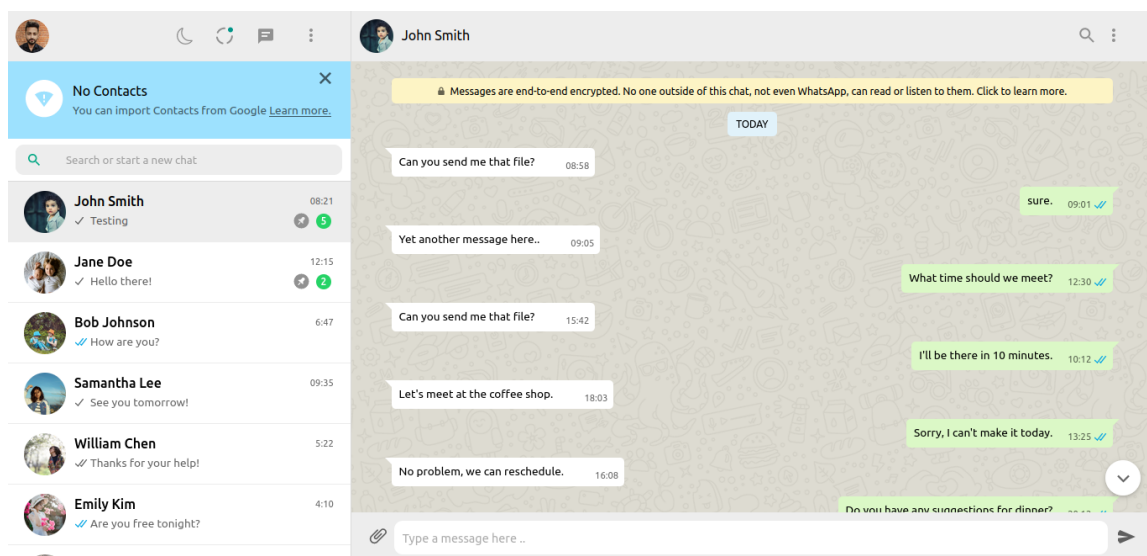 John Smith
No Contacts
You can import Contacts from Google Learn more.
Search or start a new chat
John Smith 08:21
Testing 5
Jane Doe 12:15
Hello there! 2
Bob Johnson 6:47
How are you?
Samantha Lee 09:35
See you tomorrow!
William Chen 5:22
Thanks for your help!
Emily Kim 4:10
Are you free tonight?
Messages are end-to-end encrypted. No one outside of this chat, not even WhatsApp, can read or listen to them. Click to learn more.
TODAY
Can you send me that file? 08:58
sure. 09:01
Yet another message here.. 09:05
What time should we meet? 12:30
Can you send me that file? 15:42
I'll be there in 10 minutes. 10:12
Let's meet at the coffee shop. 18:03
Sorry, I can't make it today. 13:25
No problem, we can reschedule. 16:08
Do you have any suggestions for dinner?
Type a message here ..